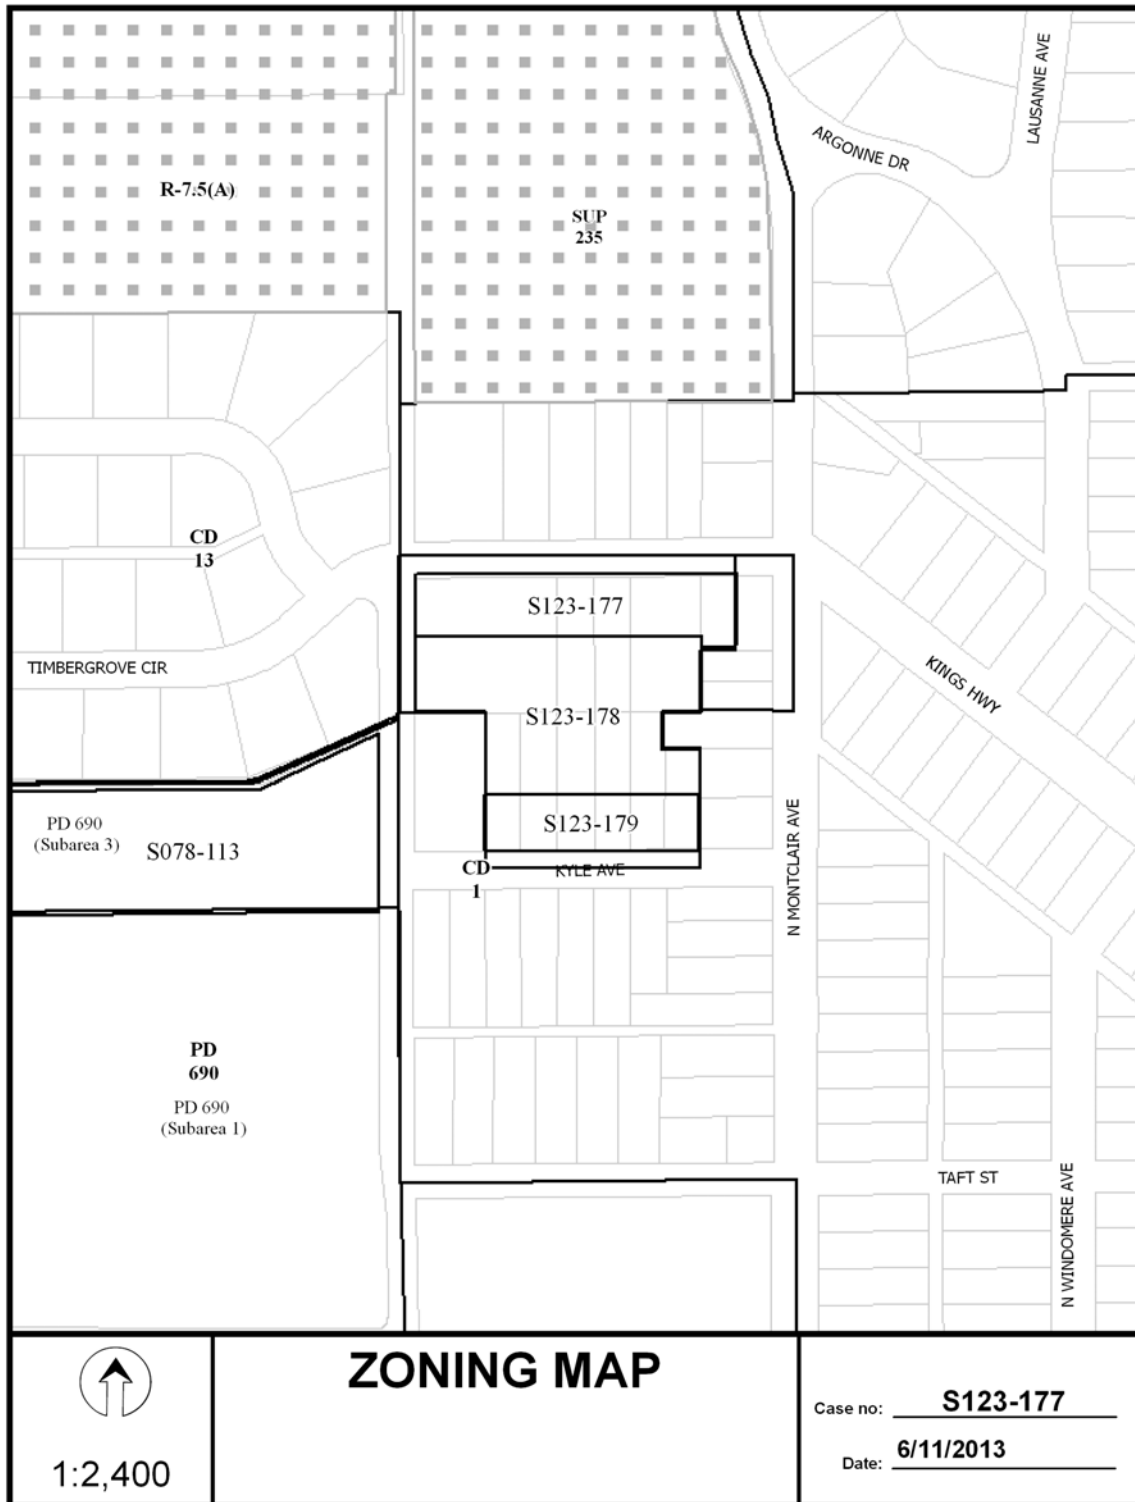 LAUSANNE AVE
ARGONNE DR
R-7.5(A)
SUP
235
CD
13
S123-177
TIMBERGROVE CIR
KINGS HWY
S123-178
PD 690
(Subarea 3)
S078-113
S123-179
CD
1
KYLE AVE
N MONTCLAIR AVE
PD
690
PD 690
(Subarea 1)
TAFT ST
N WINDOMERE AVE
1:2,400
ZONING MAP
Case no: S123-177
Date: 6/11/2013